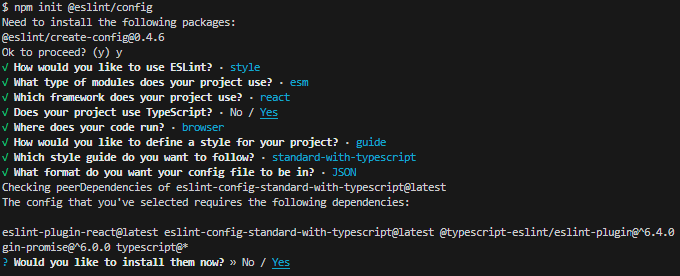 $ npm init @eslint/config
Need to install the following packages:
@eslint/create-config@0.4.6
Ok to proceed? (y) y
√ How would you like to use ESLint? · style
√ What type of modules does your project use? · esm
√ Which framework does your project use? · react
√ Does your project use TypeScript? · No / Yes
√ Where does your code run? · browser
√ How would you like to define a style for your project? · guide
√ Which style guide do you want to follow? · standard-with-typescript
√ What format do you want your config file to be in? · JSON
Checking peerDependencies of eslint-config-standard-with-typescript@latest
The config that you've selected requires the following dependencies:
eslint-plugin-react@latest eslint-config-standard-with-typescript@latest @typescript-eslint/eslint-plugin@^6.4.0
gin-promise@^6.0.0 typescript@*
? Would you like to install them now? » No / Yes